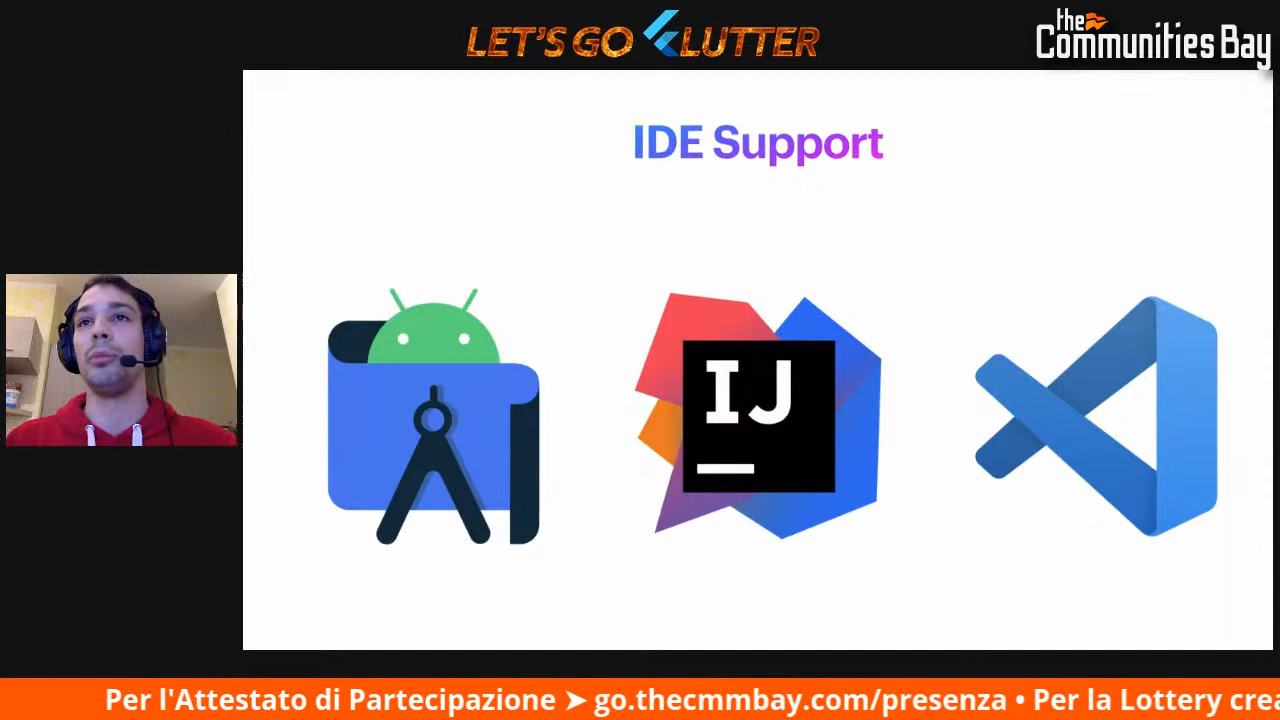 LET'S GO FLUTTER
the
Communities Bay
IDE Support
IJ
Per l'Attestato di Partecipazione ➤ go.thecmmbay.com/presenza • Per la Lottery crea